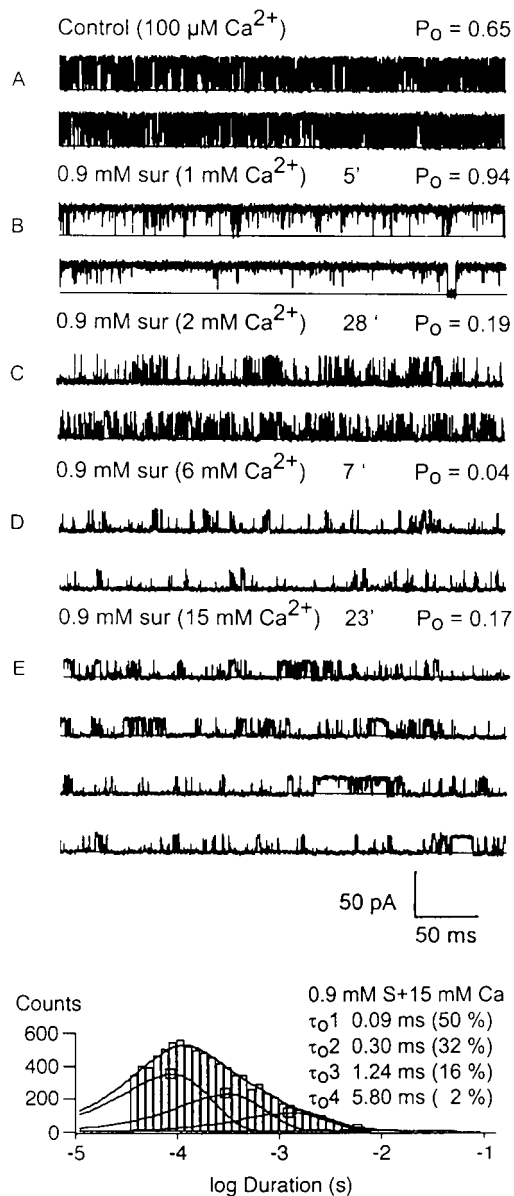 Control (100 µM Ca2+) Po = 0.65
A
0.9 mM sur (1 mM Ca2+) 5' Po = 0.94
B
0.9 mM sur (2 mM Ca2+) 28 ' Po = 0.19
C
0.9 mM sur (6 mM Ca2+) 7 ' Po = 0.04
D
0.9 mM sur (15 mM Ca2+) 23' Po = 0.17
E
50 pA
50 ms
Counts
600
400
200
0
0.9 mM S+15 mM Ca
τo1 0.09 ms (50 %)
τo2 0.30 ms (32 %)
τo3 1.24 ms (16 %)
τo4 5.80 ms ( 2 %)
-5 -4 -3 -2 -1
log Duration (s)